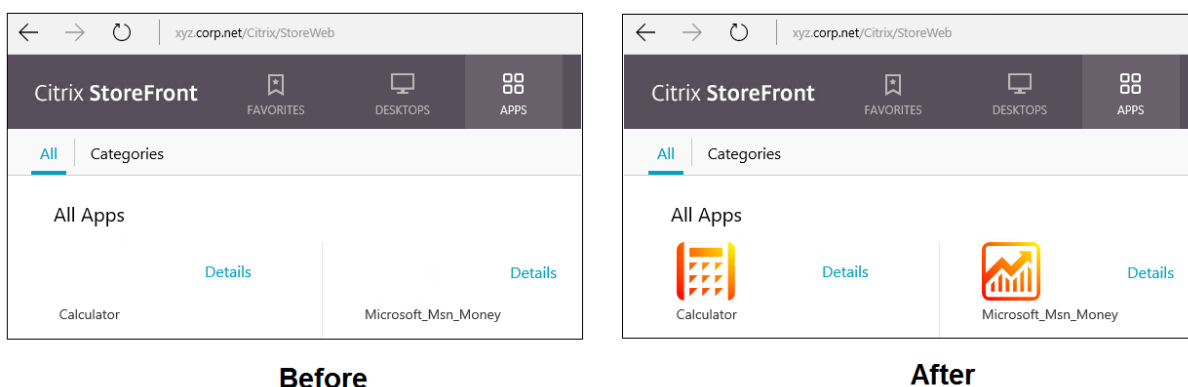 xyz.corp.net/Citrix/StoreWeb
Citrix StoreFront
FAVORITES
DESKTOPS
APPS
All
Categories
All Apps
Details
Details
Calculator
Microsoft_Msn_Money
Before
xyz.corp.net/Citrix/StoreWeb
Citrix StoreFront
FAVORITES
DESKTOPS
APPS
All
Categories
All Apps
Details
Details
Calculator
Microsoft_Msn_Money
After